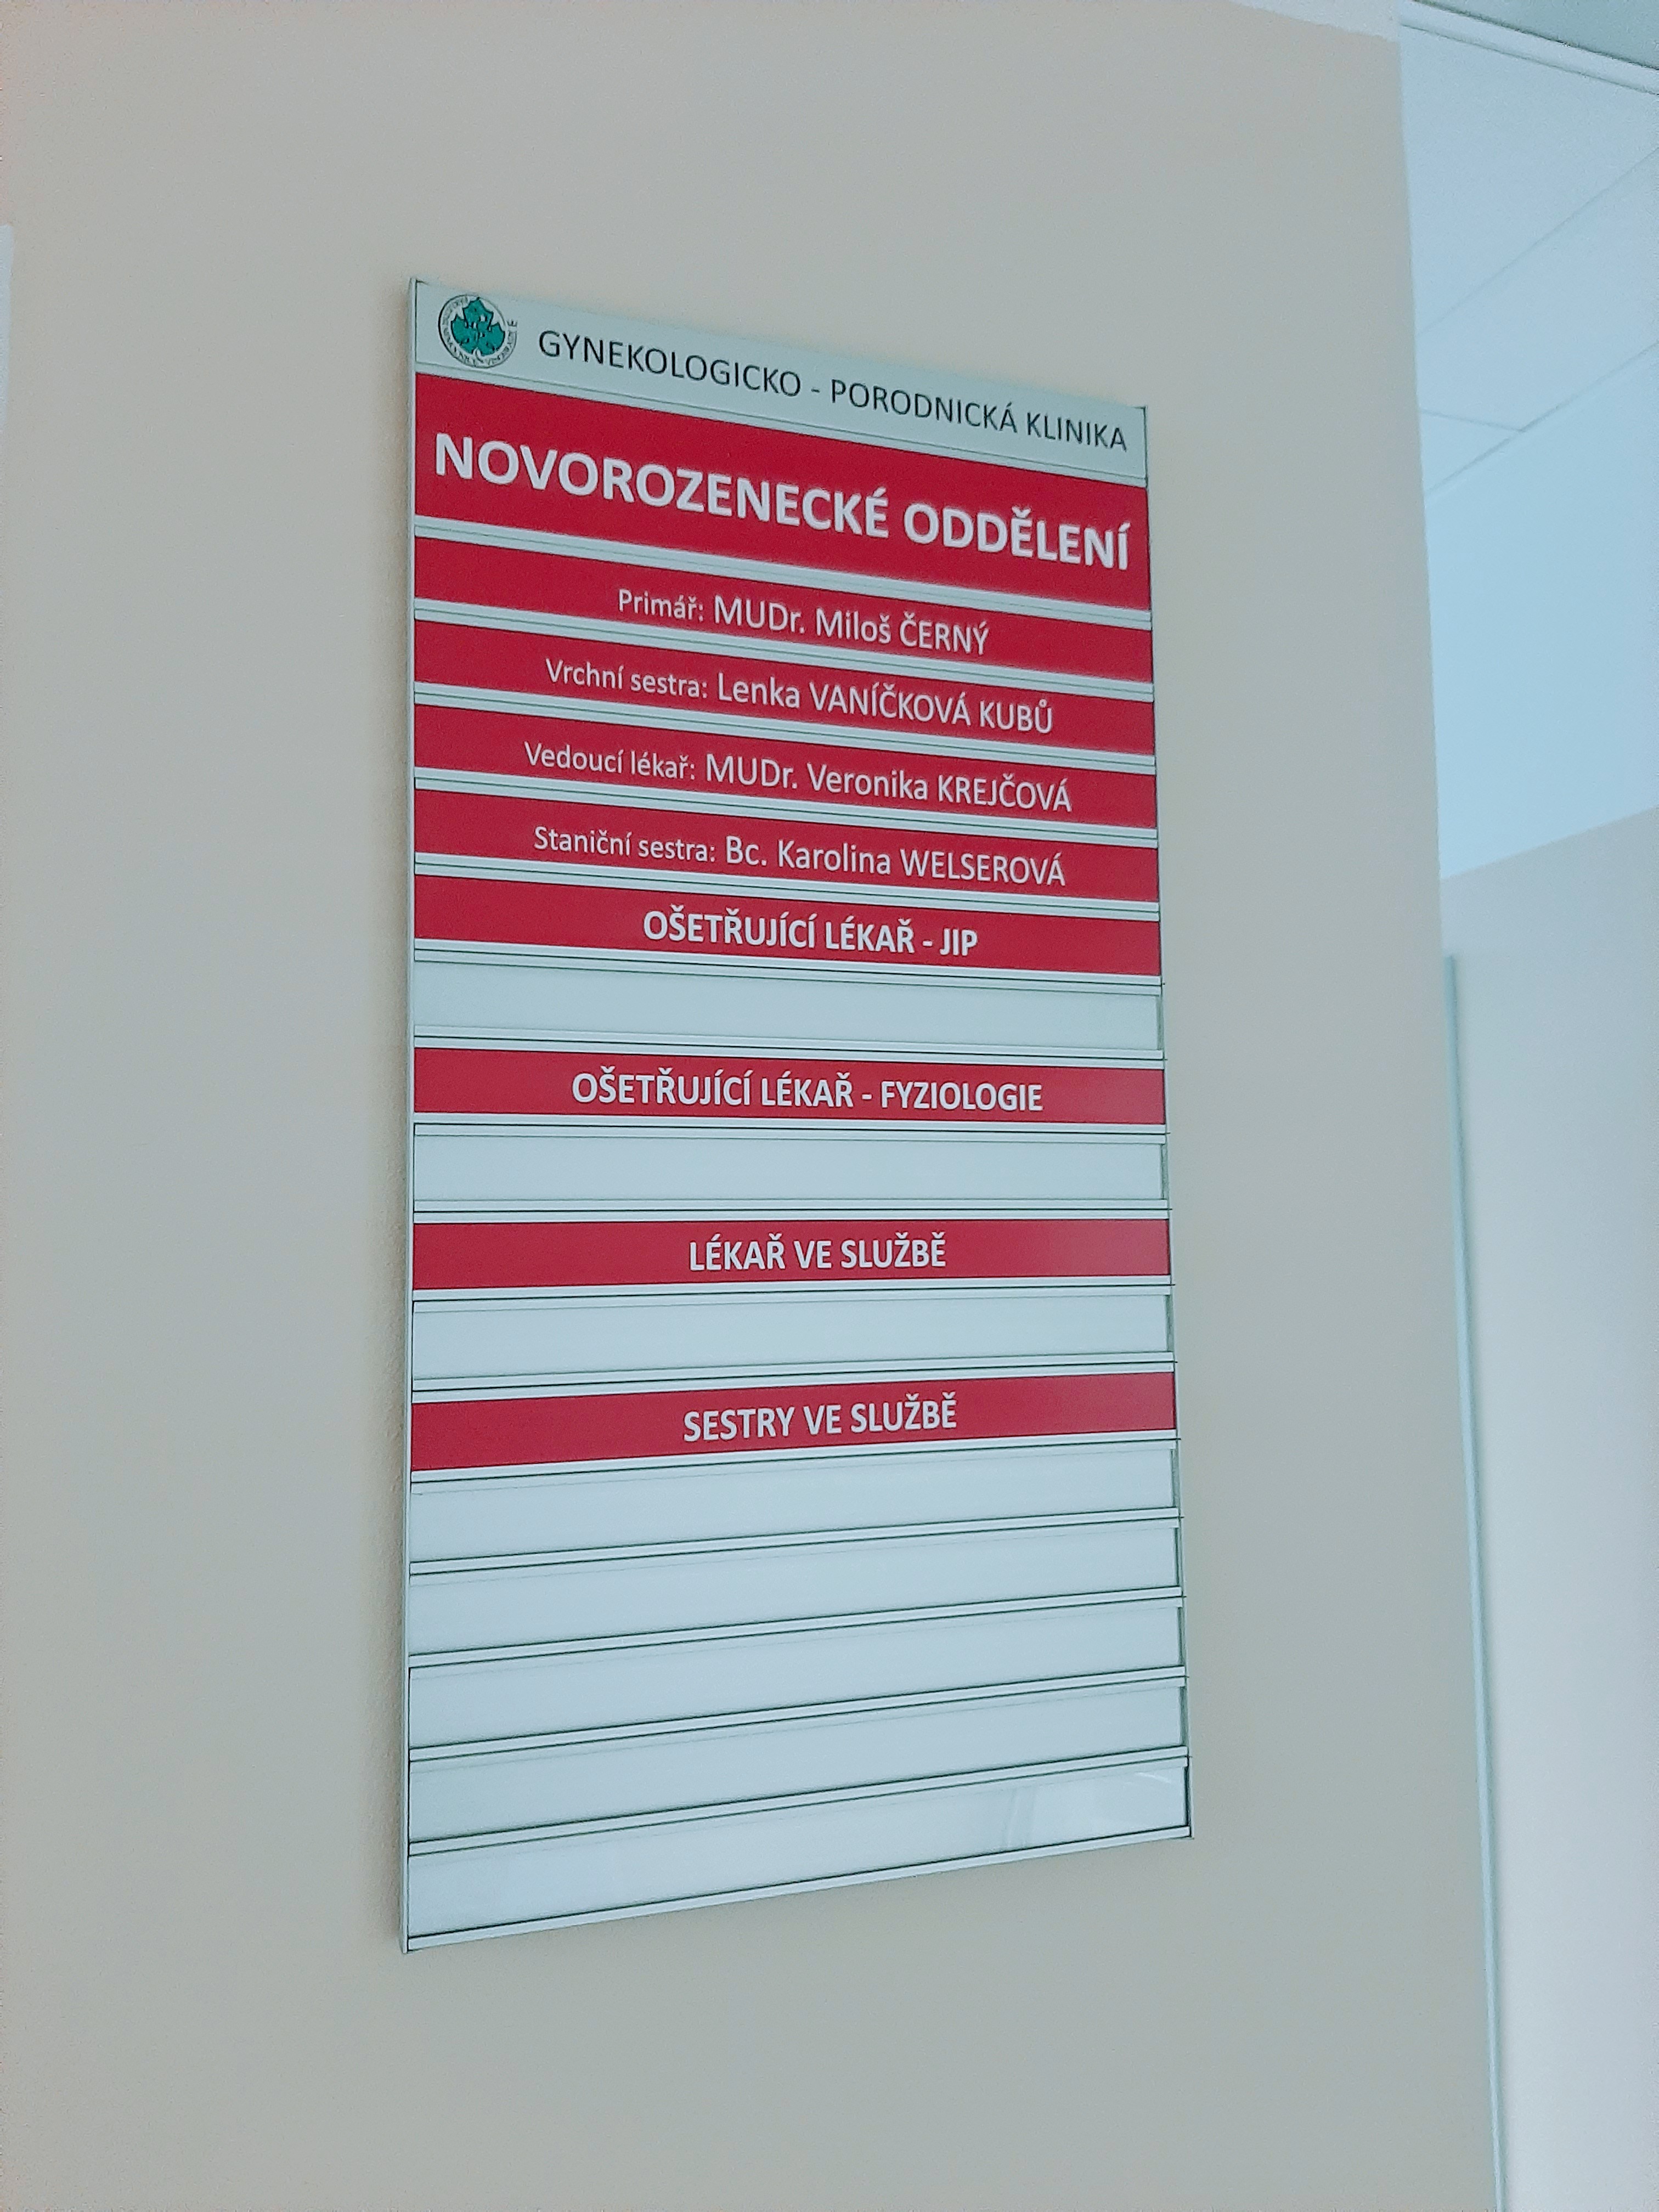 GYNEKOLOGICKO - PORODNICKÁ KLINIKA
NOVOROZENECKÉ ODDĚLENÍ
Primář: MUDr. Miloš ČERNÝ
Vrchní sestra: Lenka VANÍČKOVÁ KUBŮ
Vedoucí lékař: MUDr. Veronika KREJČOVÁ
Staniční sestra: Bc. Karolina WELSEROVÁ
OŠETŘUJÍCÍ LÉKAŘ - JIP
OŠETŘUJÍCÍ LÉKAŘ - FYZIOLOGIE
LÉKAŘ VE SLUŽBĚ
SESTRY VE SLUŽBĚ